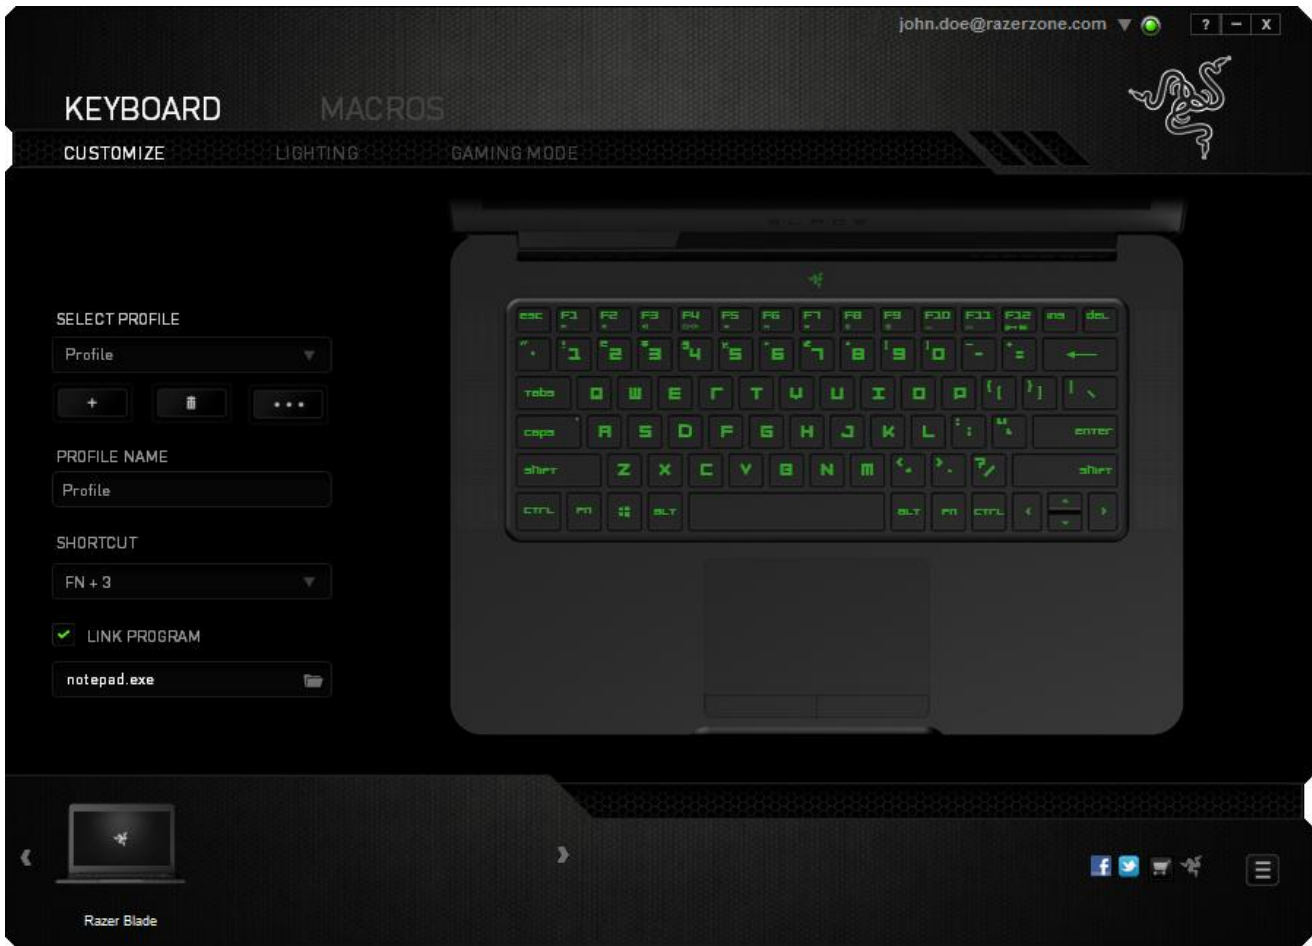 john.doe@razerzone.com
? – X
KEYBOARD MACROS
CUSTOMIZE LIGHTING GAMING MODE
SELECT PROFILE
Profile
+
PROFILE NAME
Profile
SHORTCUT
FN + 3
LINK PROGRAM
notepad.exe
esc F1 F2 F3 F4 F5 F6 F7 F8 F9 F10 F11 F12 ins del
1 2 3 4 5 6 7 8 9 0 - =
Tabs Q W E R T Y U I O P { [ } ] | \
caps A S D F G H J K L : ; enter
shift Z X C V B N M < > ? / shift
CTRL FN ALT ALT FN CTRL
Razer Blade